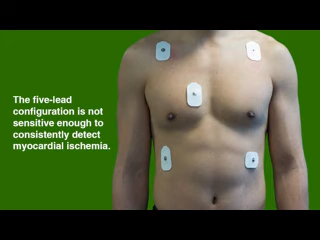 The five-lead
configuration is not
sensitive enough to
consistently detect
myocardial ischemia.